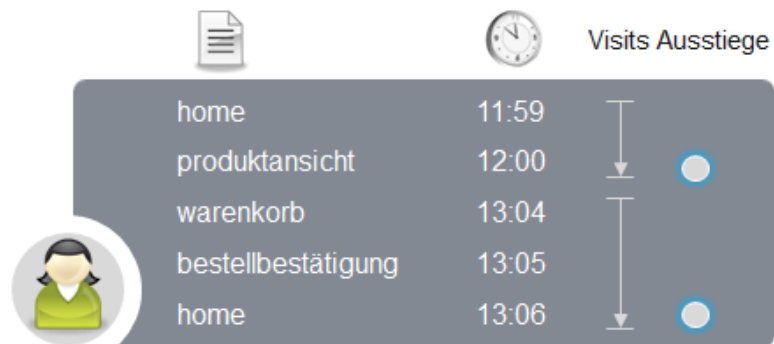 Visits Ausstiege
home 11:59
produktansicht 12:00
warenkorb 13:04
bestellbestätigung 13:05
home 13:06